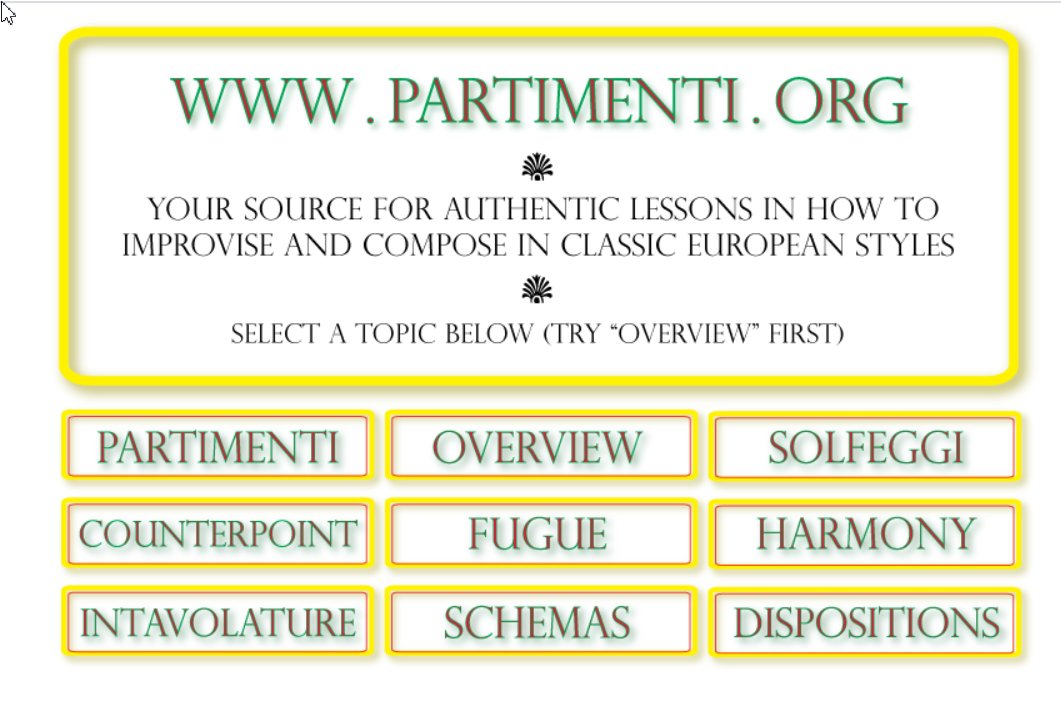 WWW.PARTIMENTI.ORG
YOUR SOURCE FOR AUTHENTIC LESSONS IN HOW TO
IMPROVISE AND COMPOSE IN CLASSIC EUROPEAN STYLES
SELECT A TOPIC BELOW (TRY “OVERVIEW” FIRST)
PARTIMENTI OVERVIEW SOLFEGGI
COUNTERPOINT FUGUE HARMONY
INTAVOLATURE SCHEMAS DISPOSITIONS